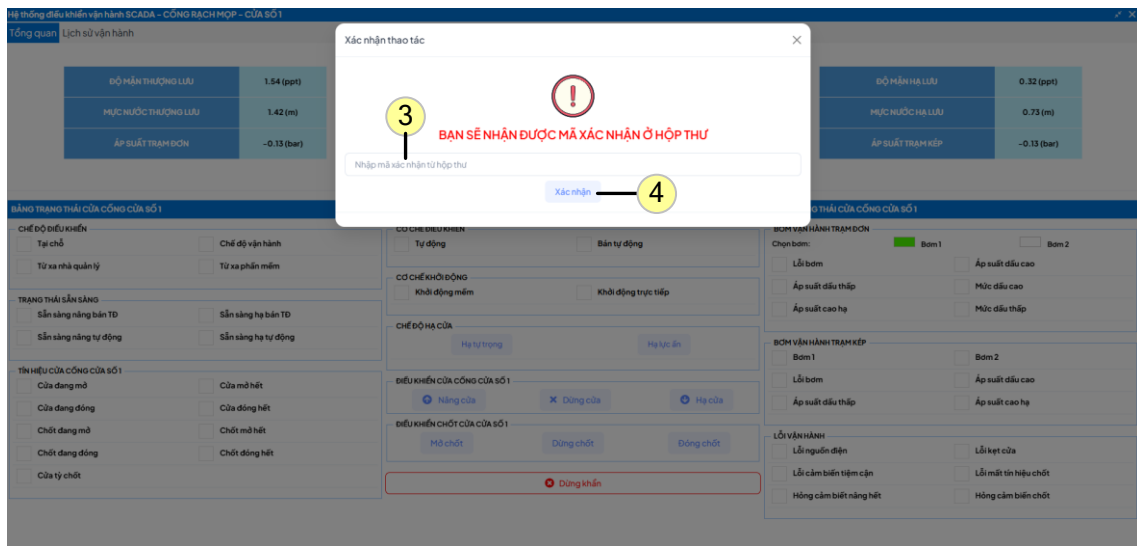 Hệ thống điều khiển vận hành SCADA - CỐNG RẠCH MỌP - CỬA SỐ 1
Tổng quan Lịch sử vận hành
Xác nhận thao tác
BẠN SẼ NHẬN ĐƯỢC MÃ XÁC NHẬN Ở HỘP THƯ
3
Nhập mã xác nhận từ hộp thư
Xác nhận
4
ĐỘ MẶN THƯỢNG LƯU 1.54 (ppt)
MỰC NƯỚC THƯỢNG LƯU 1.42 (m)
ÁP SUẤT TRẠM ĐƠN -0.13 (bar)
ĐỘ MẶN HẠ LƯU 0.32 (ppt)
MỰC NƯỚC HẠ LƯU 0.73 (m)
ÁP SUẤT TRẠM KÉP -0.13 (bar)
BẢNG TRẠNG THÁI CỬA CỐNG CỬA SỐ 1
CHẾ ĐỘ ĐIỀU KHIỂN
Tại chỗ Chế độ vận hành
Từ xa nhà quản lý Từ xa phần mềm
TRẠNG THÁI SẴN SÀNG
Sẵn sàng nâng bán TĐ Sẵn sàng hạ bán TĐ
Sẵn sàng nâng tự động Sẵn sàng hạ tự động
TÍN HIỆU CỬA CỐNG CỬA SỐ 1
Cửa đang mở Cửa mở hết
Cửa đang đóng Cửa đóng hết
Chốt đang mở Chốt mở hết
Chốt đang đóng Chốt đóng hết
Cửa tỳ chốt
CƠ CHẾ ĐIỀU KHIỂN
Tự động Bán tự động
CƠ CHẾ KHỞI ĐỘNG
Khởi động mềm Khởi động trực tiếp
CHẾ ĐỘ HẠ CỬA
Hạ tự trọng Hạ lực ấn
ĐIỀU KHIỂN CỬA CỐNG CỬA SỐ 1
Nâng cửa Dừng cửa Hạ cửa
ĐIỀU KHIỂN CHỐT CỬA CỬA SỐ 1
Mở chốt Dừng chốt Đóng chốt
Dừng khẩn
THÁI CỬA CỐNG CỬA SỐ 1
BƠM VẬN HÀNH TRẠM ĐƠN
Chọn bơm: Bơm 1 Bơm 2
Lỗi bơm Áp suất dầu cao
Áp suất dầu thấp Mức dầu cao
Áp suất cao hạ Mức dầu thấp
BƠM VẬN HÀNH TRẠM KÉP
Bơm 1 Bơm 2
Lỗi bơm Áp suất dầu cao
Áp suất dầu thấp Áp suất cao hạ
LỖI VẬN HÀNH
Lỗi nguồn điện Lỗi kẹt cửa
Lỗi cảm biến tiệm cận Lỗi mất tín hiệu chốt
Hỏng cảm biết nâng hết Hỏng cảm biến chốt